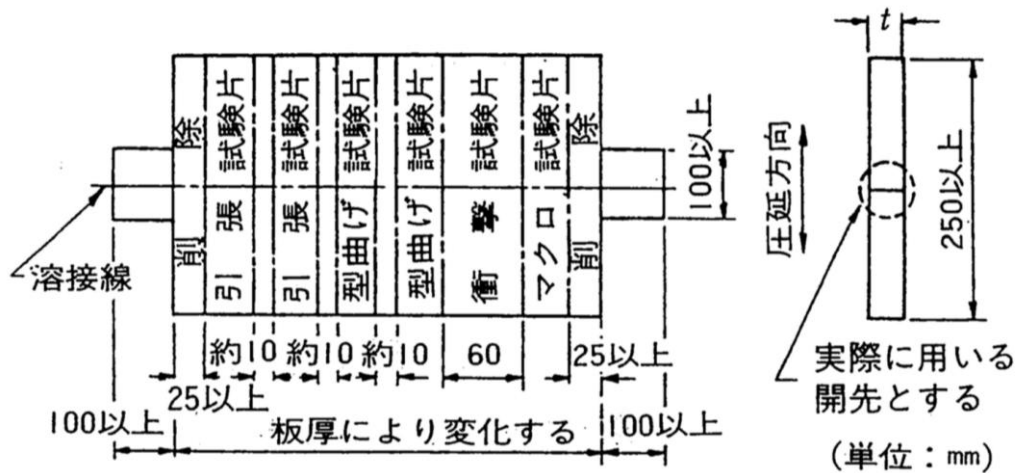 t
削除
引張試験片
引張試験片
型曲げ試験片
型曲げ試験片
衝撃試験片
マクロ試験片
削除
100以上
圧延方向
250以上
溶接線
約10
約10
約10
60
25以上
25以上
100以上
板厚により変化する
100以上
実際に用いる
開先とする
(単位：mm)